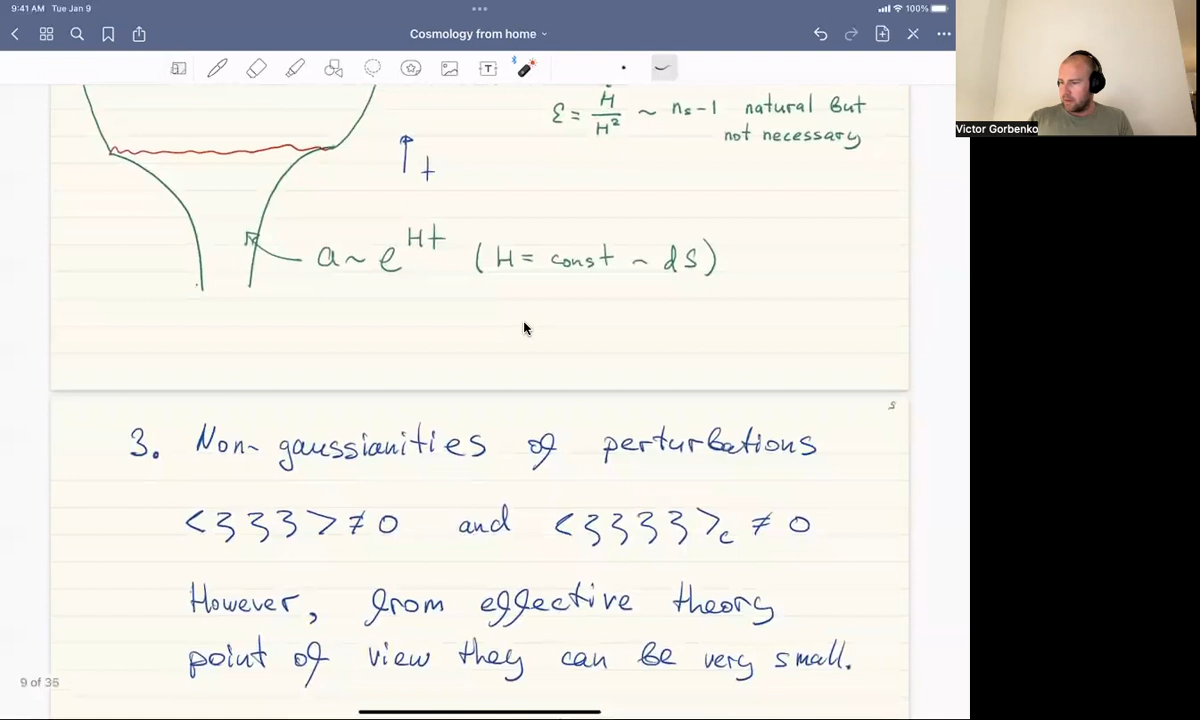 9:41 AM Tue Jan 9
100%
Cosmology from home
Victor Gorbenko
ε = Ḣ/H² ~ nₛ-1 natural but
not necessary
t
a ~ e^{Ht} (H = const ~ dS)
5
3. Non-gaussianities of perturbations
<ζζζ> ≠ 0 and <ζζζζ>_c ≠ 0
However, from effective theory
point of view they can be very small.
9 of 35